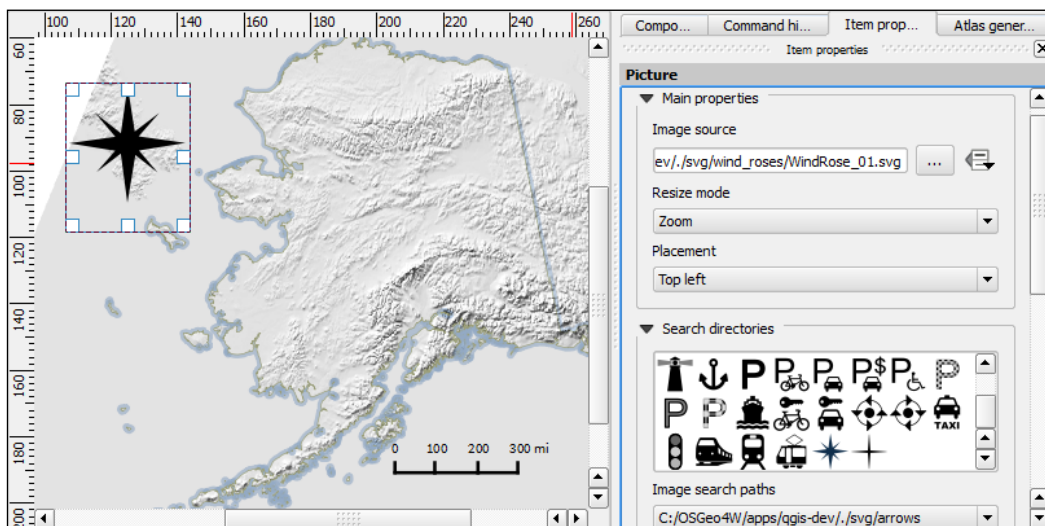 100 120 140 160 180 200 220 240 260
Compo... Command hi... Item prop... Atlas gener...
Item properties
Picture
Main properties
Image source
ev/./svg/wind_roses/WindRose_01.svg ...
Resize mode
Zoom
Placement
Top left
Search directories
P P P P$ P P
P P TAXI
Image search paths
C:/OSGeo4W/apps/qgis-dev/./svg/arrows
60
80
100
120
140
160
180
200
0 100 200 300 mi